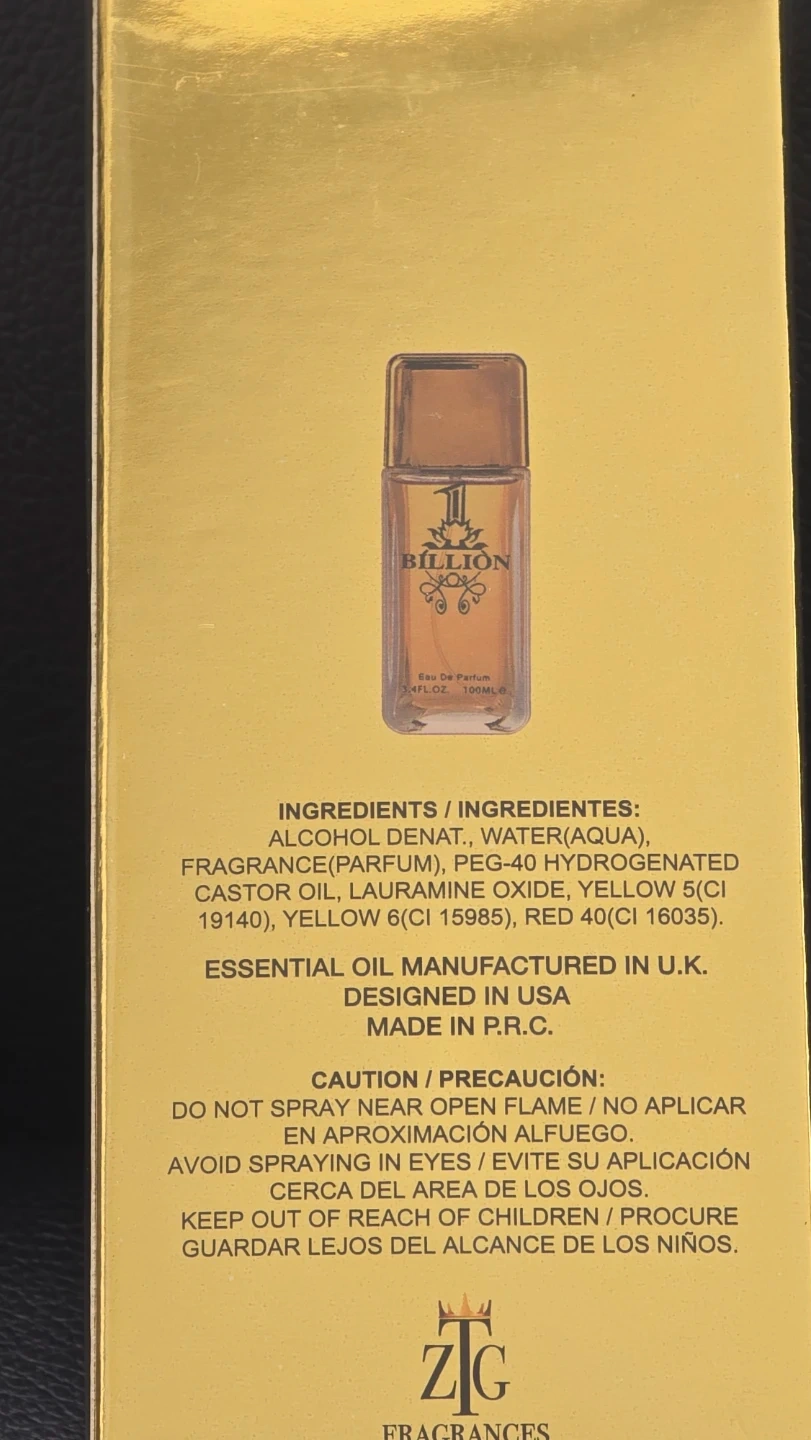 1
BILLION
Eau De Parfum
3.4FL.OZ. 100ML℮
INGREDIENTS / INGREDIENTES:
ALCOHOL DENAT., WATER(AQUA),
FRAGRANCE(PARFUM), PEG-40 HYDROGENATED
CASTOR OIL, LAURAMINE OXIDE, YELLOW 5(CI
19140), YELLOW 6(CI 15985), RED 40(CI 16035).
ESSENTIAL OIL MANUFACTURED IN U.K.
DESIGNED IN USA
MADE IN P.R.C.
CAUTION / PRECAUCIÓN:
DO NOT SPRAY NEAR OPEN FLAME / NO APLICAR
EN APROXIMACIÓN ALFUEGO.
AVOID SPRAYING IN EYES / EVITE SU APLICACIÓN
CERCA DEL AREA DE LOS OJOS.
KEEP OUT OF REACH OF CHILDREN / PROCURE
GUARDAR LEJOS DEL ALCANCE DE LOS NIÑOS.
ZTG
FRAGRANCES